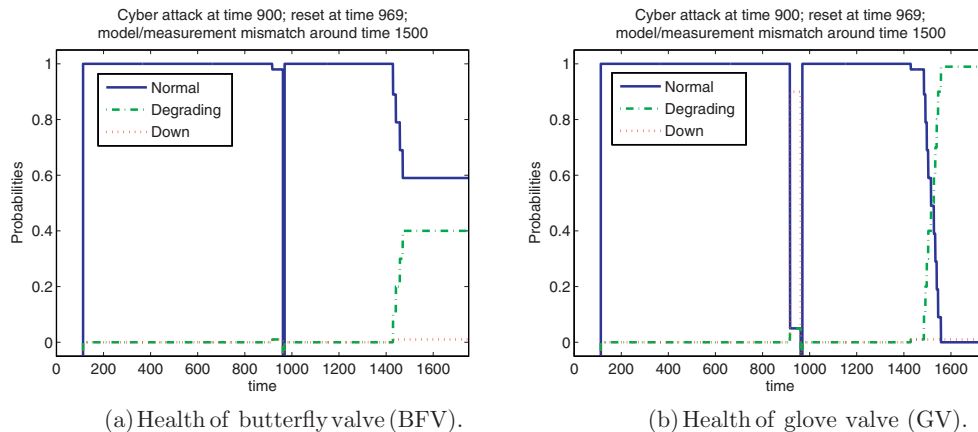 Cyber attack at time 900; reset at time 969;
model/measurement mismatch around time 1500
1
0.8
0.6
0.4
0.2
0
Probabilities
Normal
Degrading
Down
0 200 400 600 800 1000 1200 1400 1600
time
(a) Health of butterfly valve (BFV).
Cyber attack at time 900; reset at time 969;
model/measurement mismatch around time 1500
1
0.8
0.6
0.4
0.2
0
Probabilities
Normal
Degrading
Down
0 200 400 600 800 1000 1200 1400 1600
time
(b) Health of glove valve (GV).